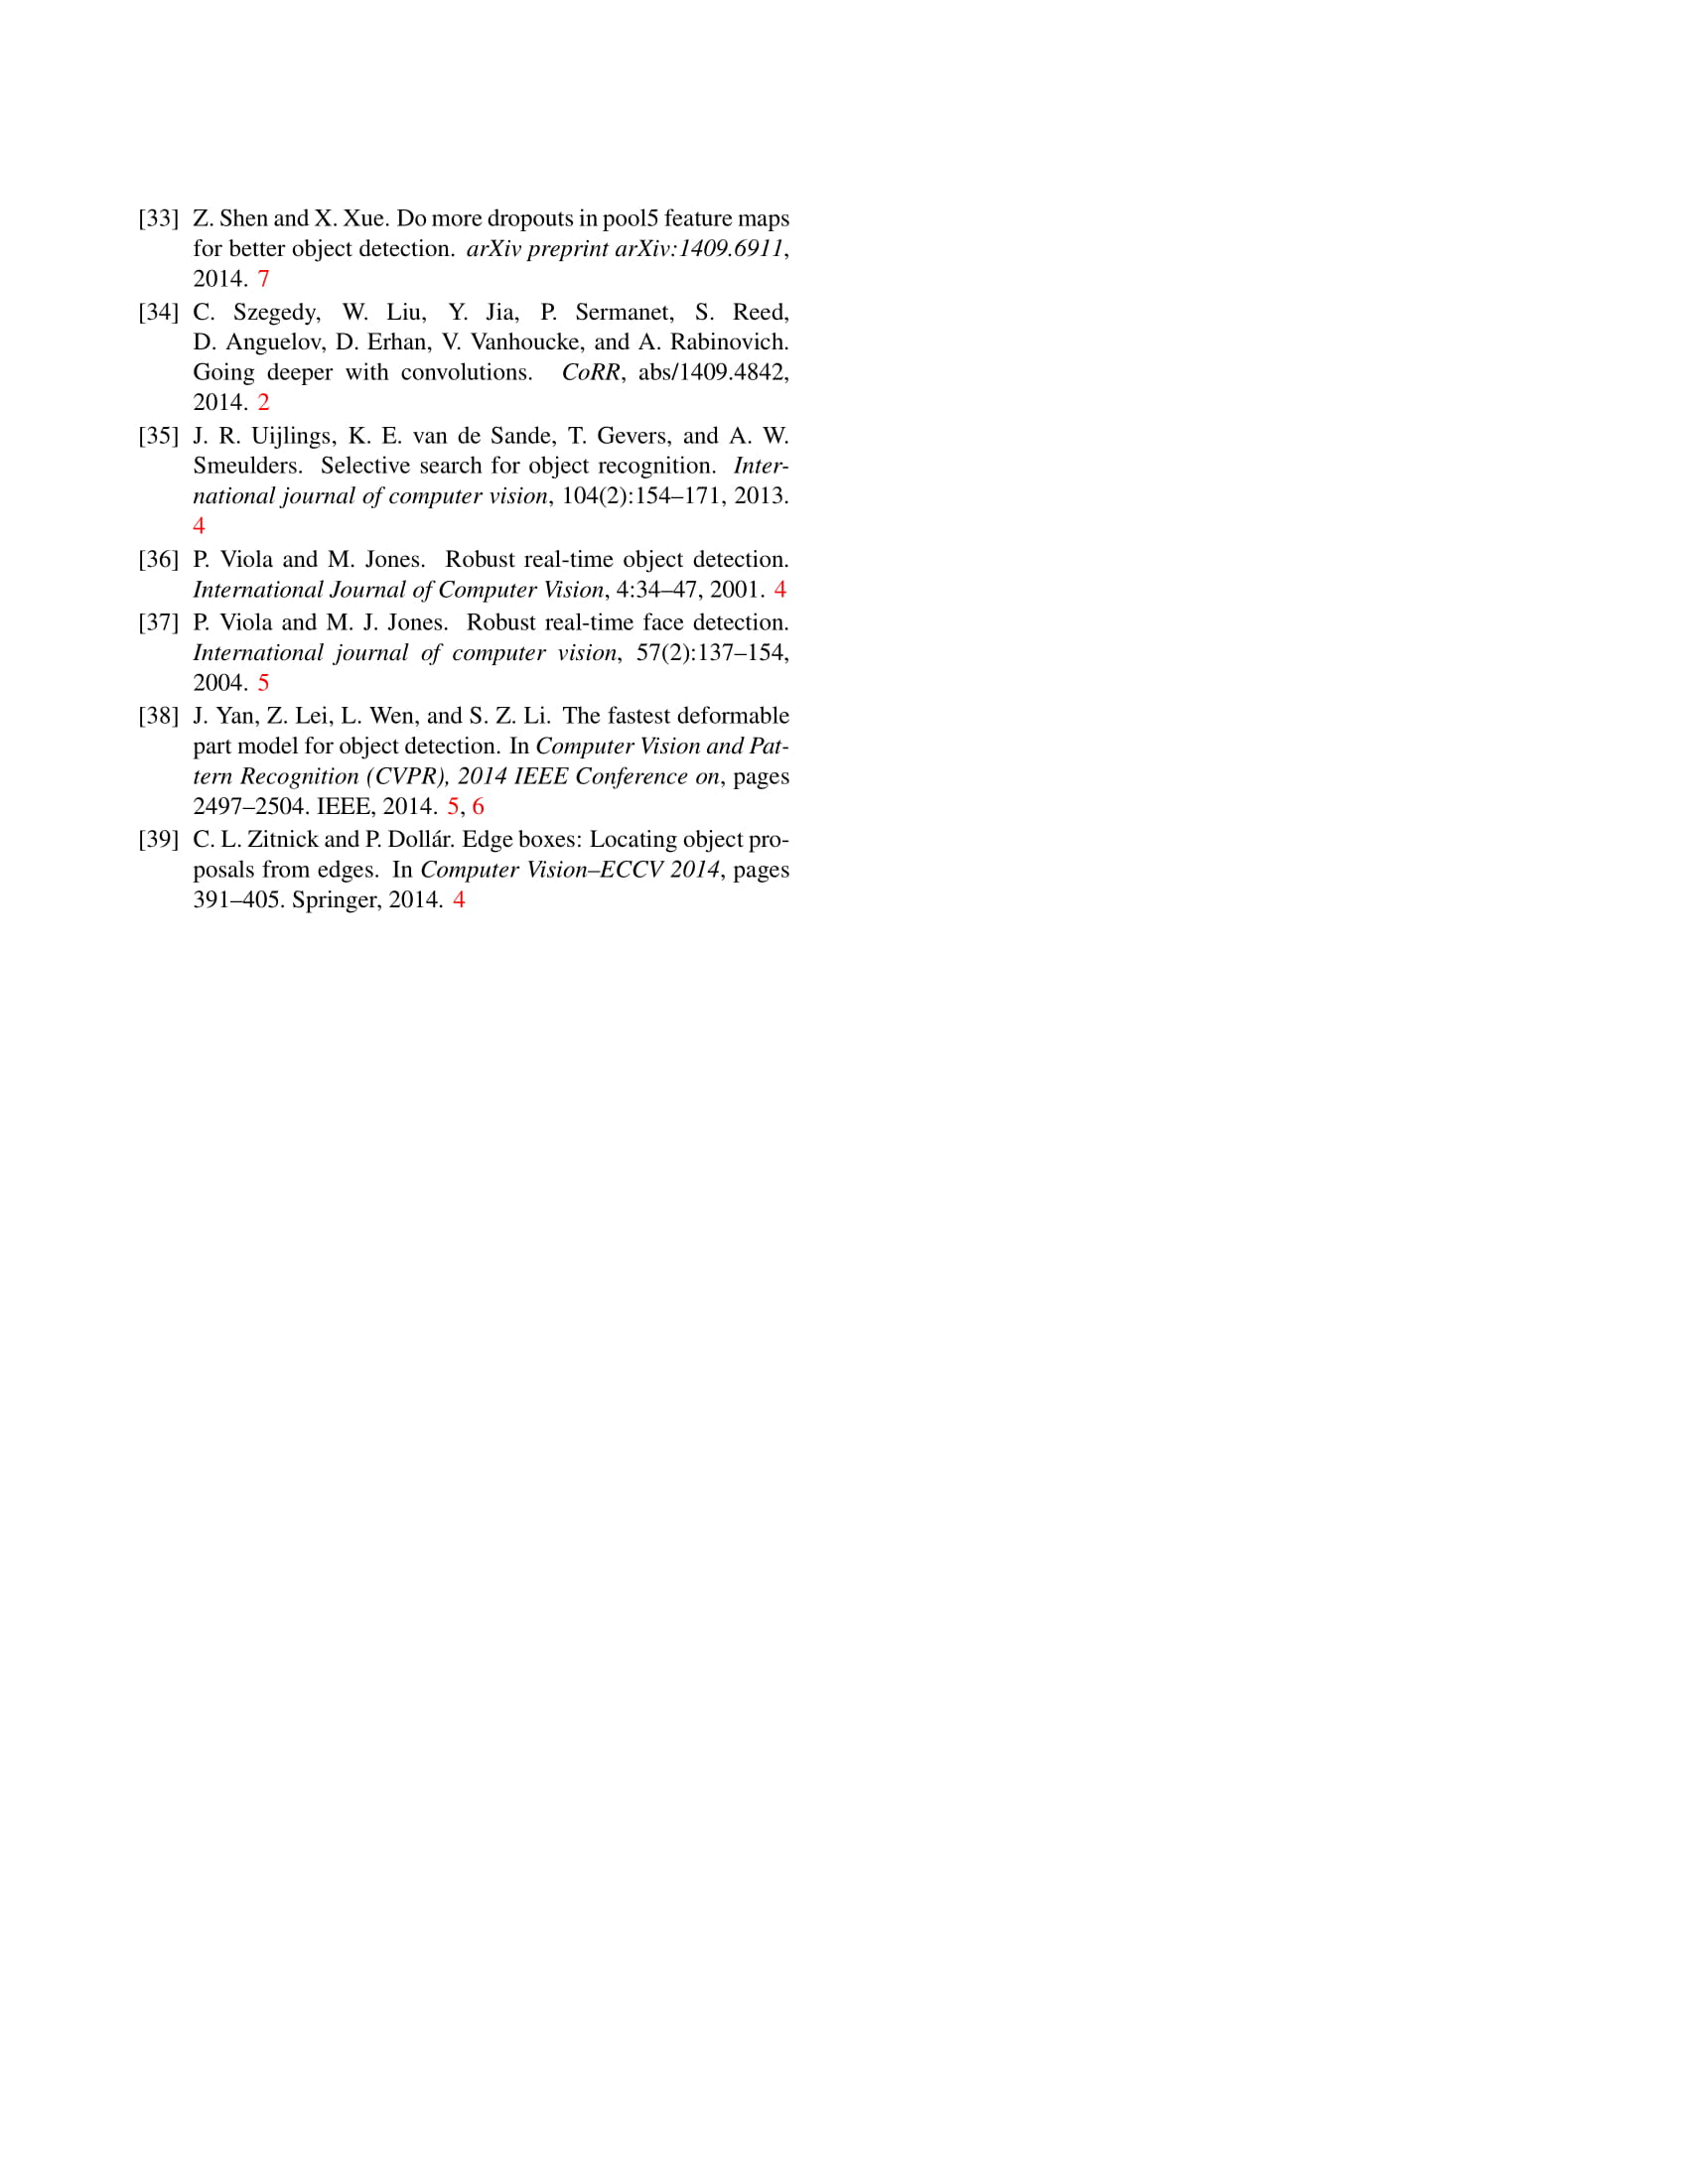 [33] Z. Shen and X. Xue. Do more dropouts in pool5 feature maps
for better object detection. arXiv preprint arXiv:1409.6911,
2014. 7
[34] C. Szegedy, W. Liu, Y. Jia, P. Sermanet, S. Reed,
D. Anguelov, D. Erhan, V. Vanhoucke, and A. Rabinovich.
Going deeper with convolutions. CoRR, abs/1409.4842,
2014. 2
[35] J. R. Uijlings, K. E. van de Sande, T. Gevers, and A. W.
Smeulders. Selective search for object recognition. Inter-
national journal of computer vision, 104(2):154–171, 2013.
4
[36] P. Viola and M. Jones. Robust real-time object detection.
International Journal of Computer Vision, 4:34–47, 2001. 4
[37] P. Viola and M. J. Jones. Robust real-time face detection.
International journal of computer vision, 57(2):137–154,
2004. 5
[38] J. Yan, Z. Lei, L. Wen, and S. Z. Li. The fastest deformable
part model for object detection. In Computer Vision and Pat-
tern Recognition (CVPR), 2014 IEEE Conference on, pages
2497–2504. IEEE, 2014. 5, 6
[39] C. L. Zitnick and P. Dollár. Edge boxes: Locating object pro-
posals from edges. In Computer Vision–ECCV 2014, pages
391–405. Springer, 2014. 4